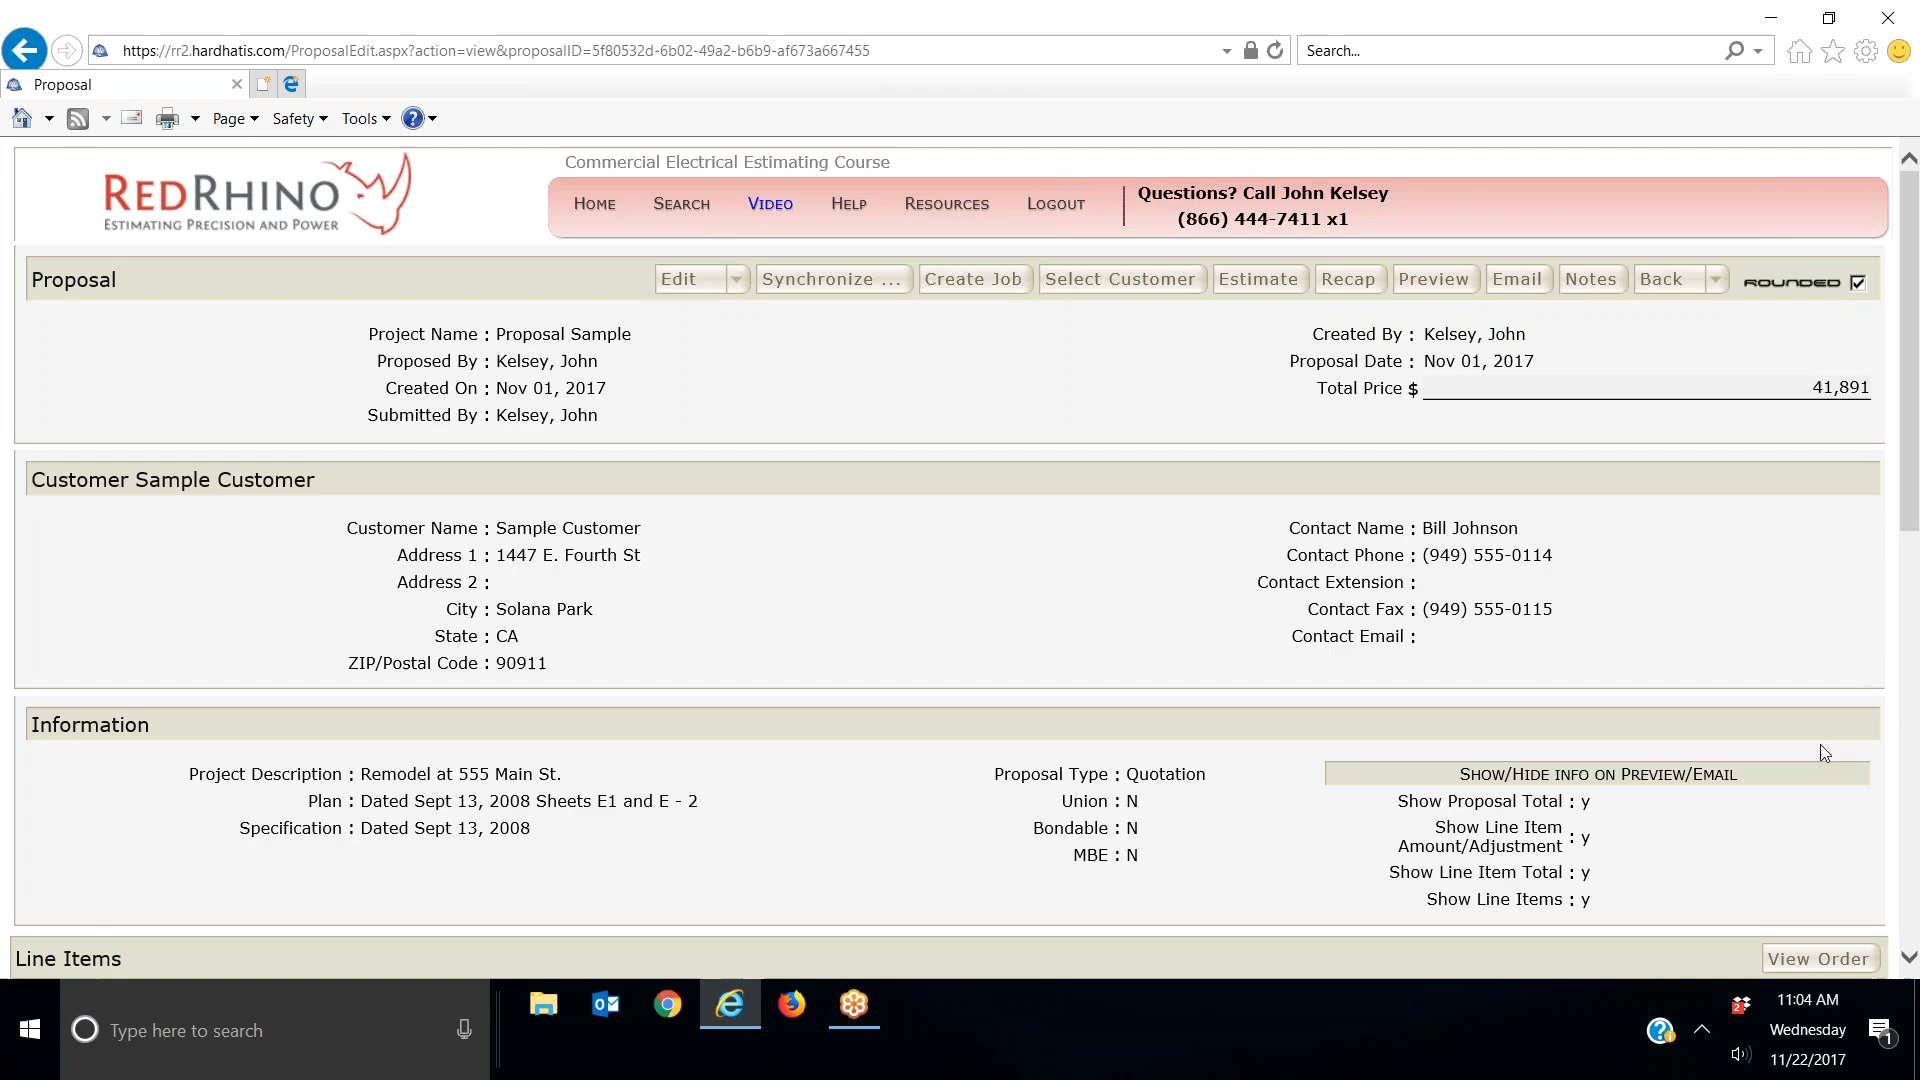 https://rr2.hardhatis.com/ProposalEdit.aspx?action=view&proposalID=5f80532d-6b02-49a2-b6b9-af673a667455
Search...
Proposal
Page Safety Tools
REDRHINO
ESTIMATING PRECISION AND POWER
Commercial Electrical Estimating Course
HOME SEARCH VIDEO HELP RESOURCES LOGOUT
Questions? Call John Kelsey
(866) 444-7411 x1
Proposal
Edit Synchronize ... Create Job Select Customer Estimate Recap Preview Email Notes Back ROUNDED
Project Name : Proposal Sample
Proposed By : Kelsey, John
Created On : Nov 01, 2017
Submitted By : Kelsey, John
Created By : Kelsey, John
Proposal Date : Nov 01, 2017
Total Price $ 41,891
Customer Sample Customer
Customer Name : Sample Customer
Address 1 : 1447 E. Fourth St
Address 2 :
City : Solana Park
State : CA
ZIP/Postal Code : 90911
Contact Name : Bill Johnson
Contact Phone : (949) 555-0114
Contact Extension :
Contact Fax : (949) 555-0115
Contact Email :
Information
Project Description : Remodel at 555 Main St.
Plan : Dated Sept 13, 2008 Sheets E1 and E - 2
Specification : Dated Sept 13, 2008
Proposal Type : Quotation
Union : N
Bondable : N
MBE : N
SHOW/HIDE INFO ON PREVIEW/EMAIL
Show Proposal Total : y
Show Line Item
Amount/Adjustment : y
Show Line Item Total : y
Show Line Items : y
Line Items
View Order
Type here to search
11:04 AM
Wednesday
11/22/2017
2
1